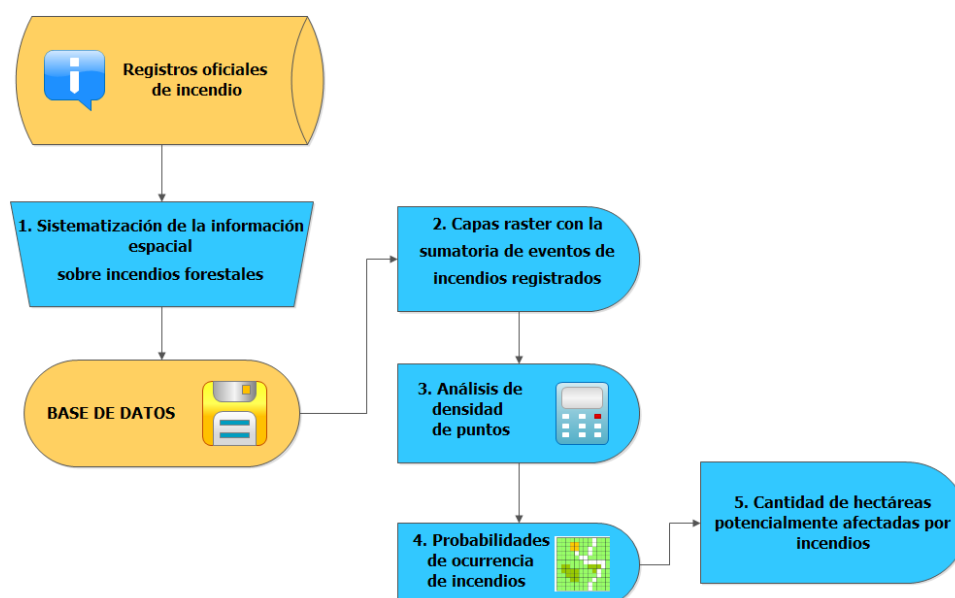 Registros oficiales
de incendio
1. Sistematización de la información
espacial
sobre incendios forestales
BASE DE DATOS
2. Capas raster con la
sumatoria de eventos de
incendios registrados
3. Análisis de
densidad
de puntos
4. Probabilidades
de ocurrencia
de incendios
5. Cantidad de hectáreas
potencialmente afectadas por
incendios